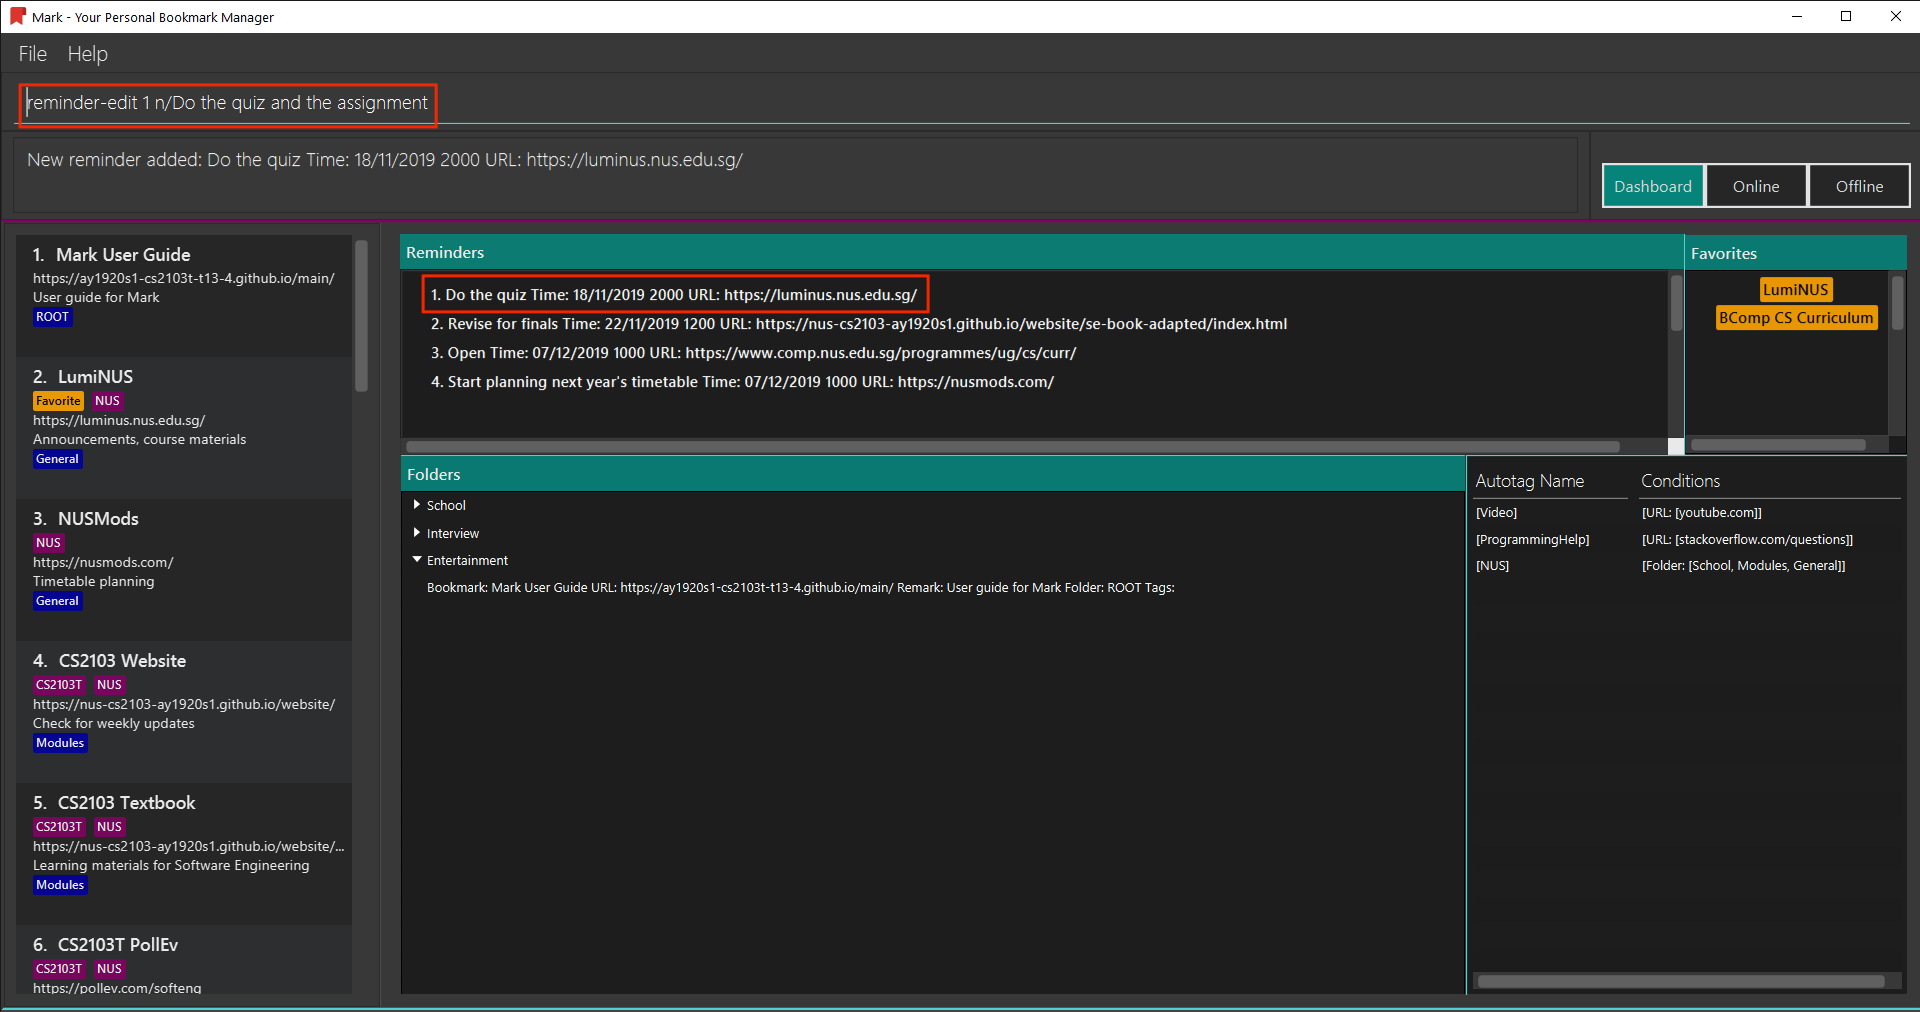 Mark - Your Personal Bookmark Manager
File Help
reminder-edit 1 n/Do the quiz and the assignment
New reminder added: Do the quiz Time: 18/11/2019 2000 URL: https://luminus.nus.edu.sg/
Dashboard Online Offline
1. Mark User Guide
https://ay1920s1-cs2103t-t13-4.github.io/main/
User guide for Mark
ROOT
2. LumiNUS
Favorite NUS
https://luminus.nus.edu.sg/
Announcements, course materials
General
3. NUSMods
NUS
https://nusmods.com/
Timetable planning
General
4. CS2103 Website
CS2103T NUS
https://nus-cs2103-ay1920s1.github.io/website/
Check for weekly updates
Modules
5. CS2103 Textbook
CS2103T NUS
https://nus-cs2103-ay1920s1.github.io/website/...
Learning materials for Software Engineering
Modules
6. CS2103T PollEv
CS2103T NUS
https://pollev.com/softeng
Reminders
1. Do the quiz Time: 18/11/2019 2000 URL: https://luminus.nus.edu.sg/
2. Revise for finals Time: 22/11/2019 1200 URL: https://nus-cs2103-ay1920s1.github.io/website/se-book-adapted/index.html
3. Open Time: 07/12/2019 1000 URL: https://www.comp.nus.edu.sg/programmes/ug/cs/curr/
4. Start planning next year's timetable Time: 07/12/2019 1000 URL: https://nusmods.com/
Favorites
LumiNUS
BComp CS Curriculum
Folders
School
Interview
Entertainment
Bookmark: Mark User Guide URL: https://ay1920s1-cs2103t-t13-4.github.io/main/ Remark: User guide for Mark Folder: ROOT Tags:
Autotag Name Conditions
[Video] [URL: [youtube.com]]
[ProgrammingHelp] [URL: [stackoverflow.com/questions]]
[NUS] [Folder: [School, Modules, General]]